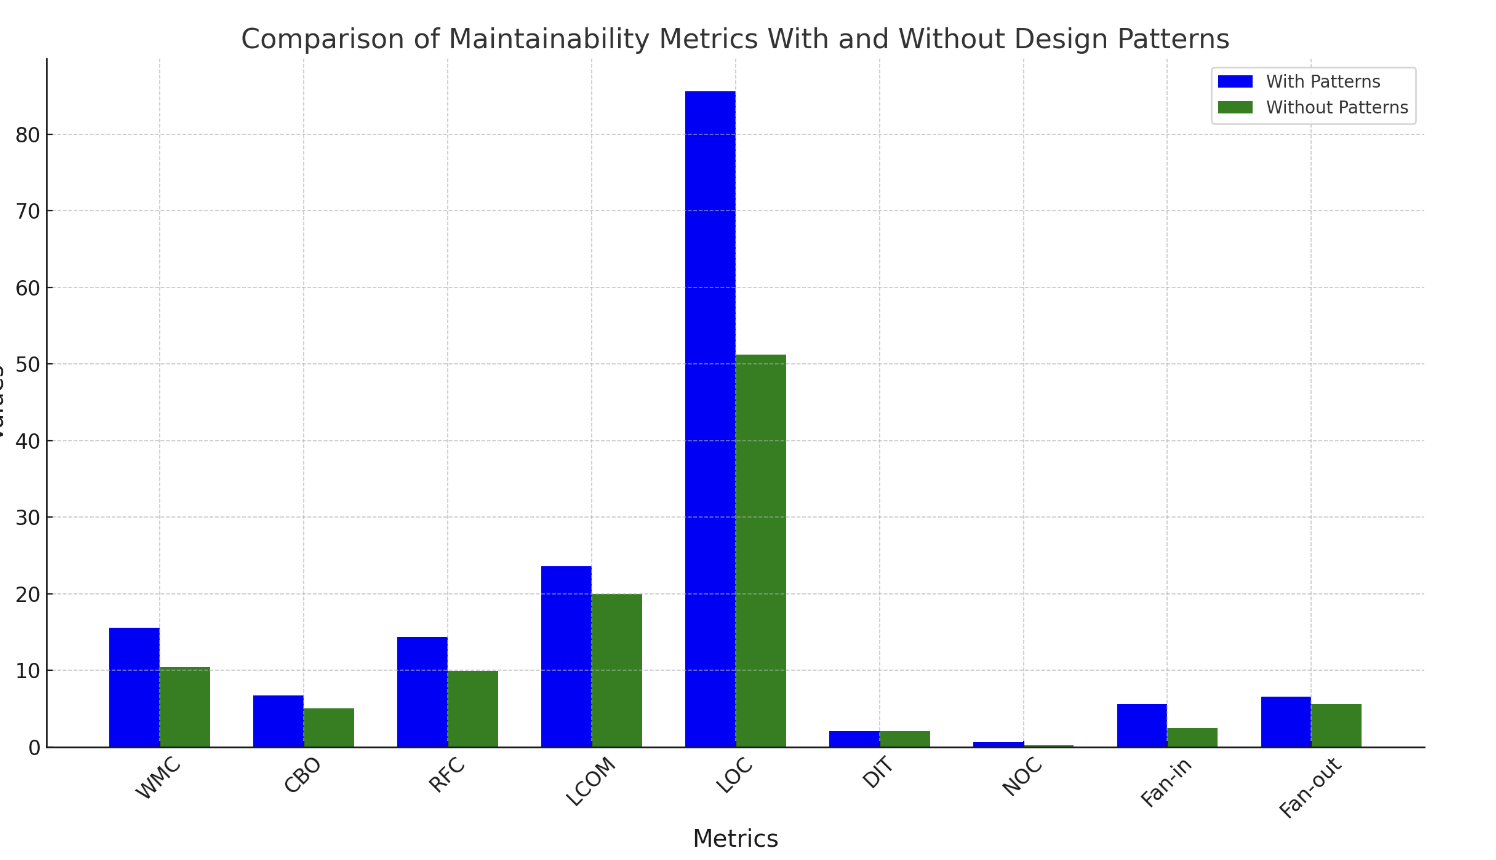 Comparison of Maintainability Metrics With and Without Design Patterns
With Patterns
Without Patterns
80
70
60
50
40
30
20
10
0
WMC
CBO
RFC
LCOM
LOC
DIT
NOC
Fan-in
Fan-out
Metrics